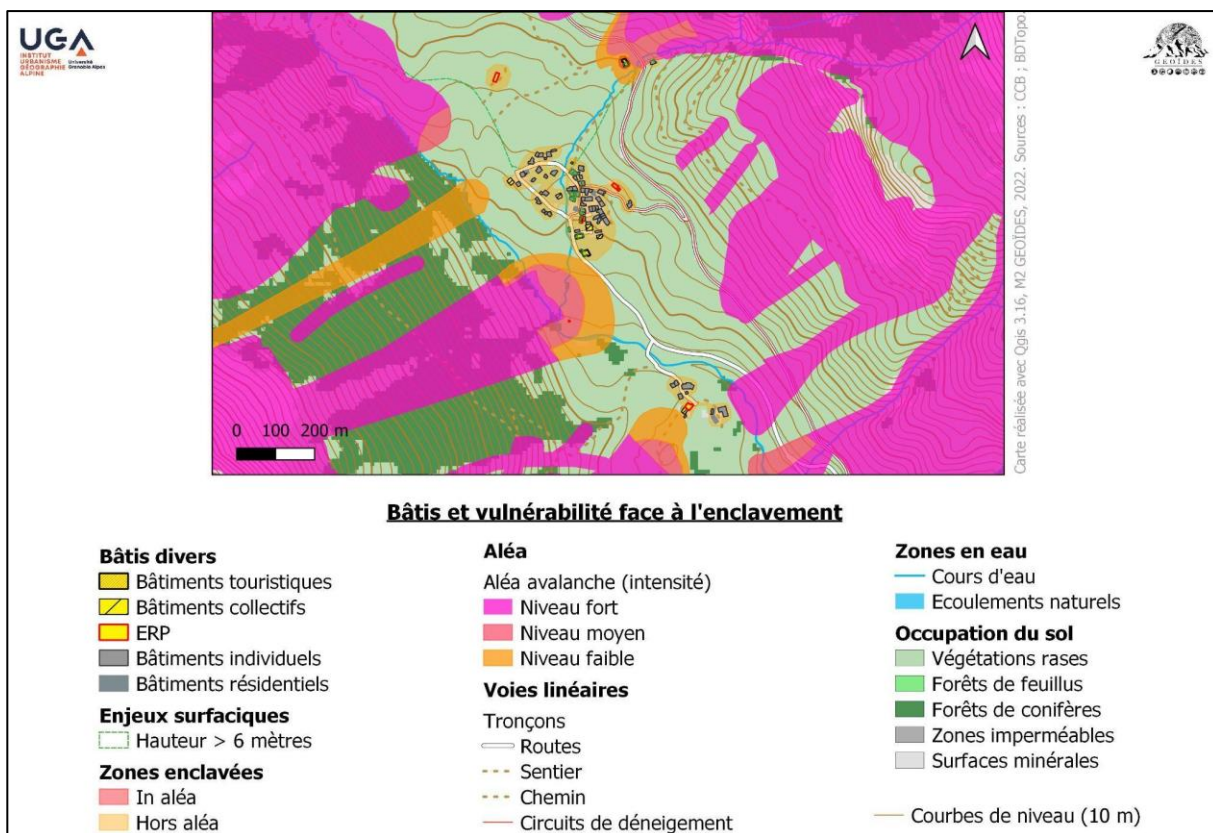 UGA
INSTITUT
URBANISME
GÉOGRAPHIE
ALPINE
Université
Grenoble Alpes
GEOÏDES
Carte réalisée avec Qgis 3.16, M2 GEOÏDES, 2022. Sources : CCB ; BDTopo.
0 100 200 m
Bâtis et vulnérabilité face à l'enclavement
Bâtis divers
Bâtiments touristiques
Bâtiments collectifs
ERP
Bâtiments individuels
Bâtiments résidentiels
Enjeux surfaciques
Hauteur > 6 mètres
Zones enclavées
In aléa
Hors aléa
Aléa
Aléa avalanche (intensité)
Niveau fort
Niveau moyen
Niveau faible
Voies linéaires
Tronçons
Routes
Sentier
Chemin
Circuits de déneigement
Zones en eau
Cours d'eau
Ecoulements naturels
Occupation du sol
Végétations rases
Forêts de feuillus
Forêts de conifères
Zones imperméables
Surfaces minérales
Courbes de niveau (10 m)